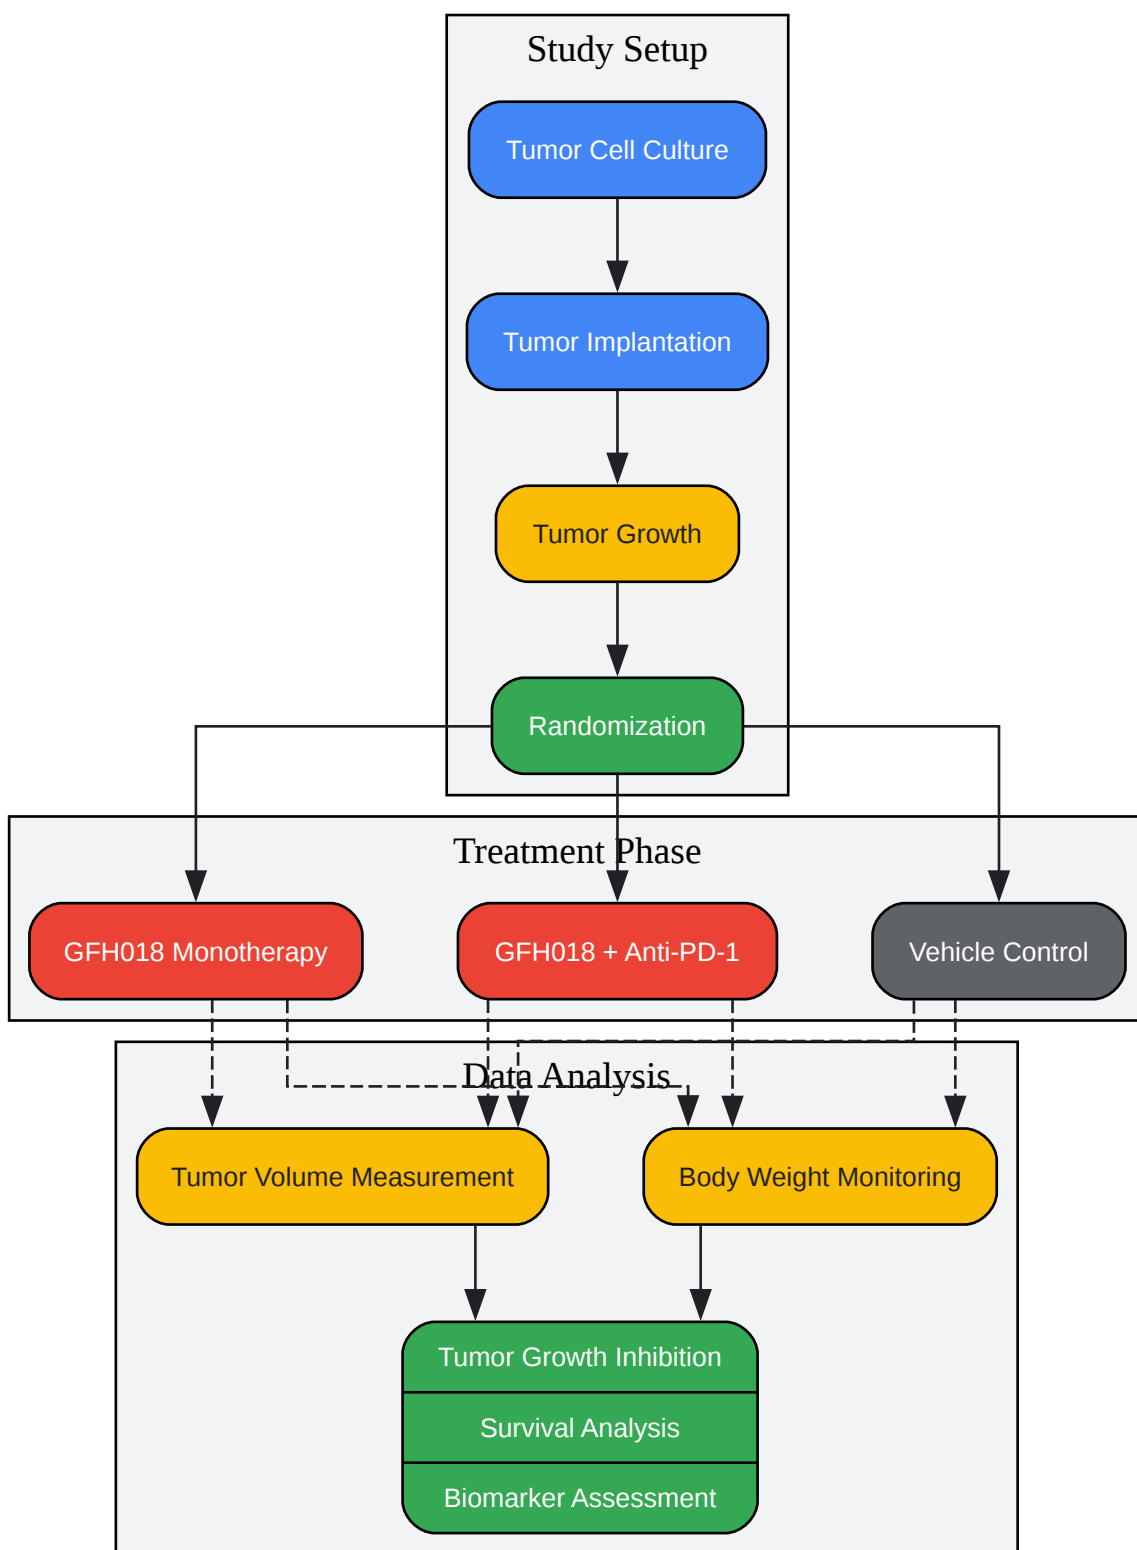 Study Setup
Tumor Cell Culture
Tumor Implantation
Tumor Growth
Randomization
Treatment Phase
GFH018 Monotherapy
GFH018 + Anti-PD-1
Vehicle Control
Data Analysis
Tumor Volume Measurement
Body Weight Monitoring
Tumor Growth Inhibition
Survival Analysis
Biomarker Assessment